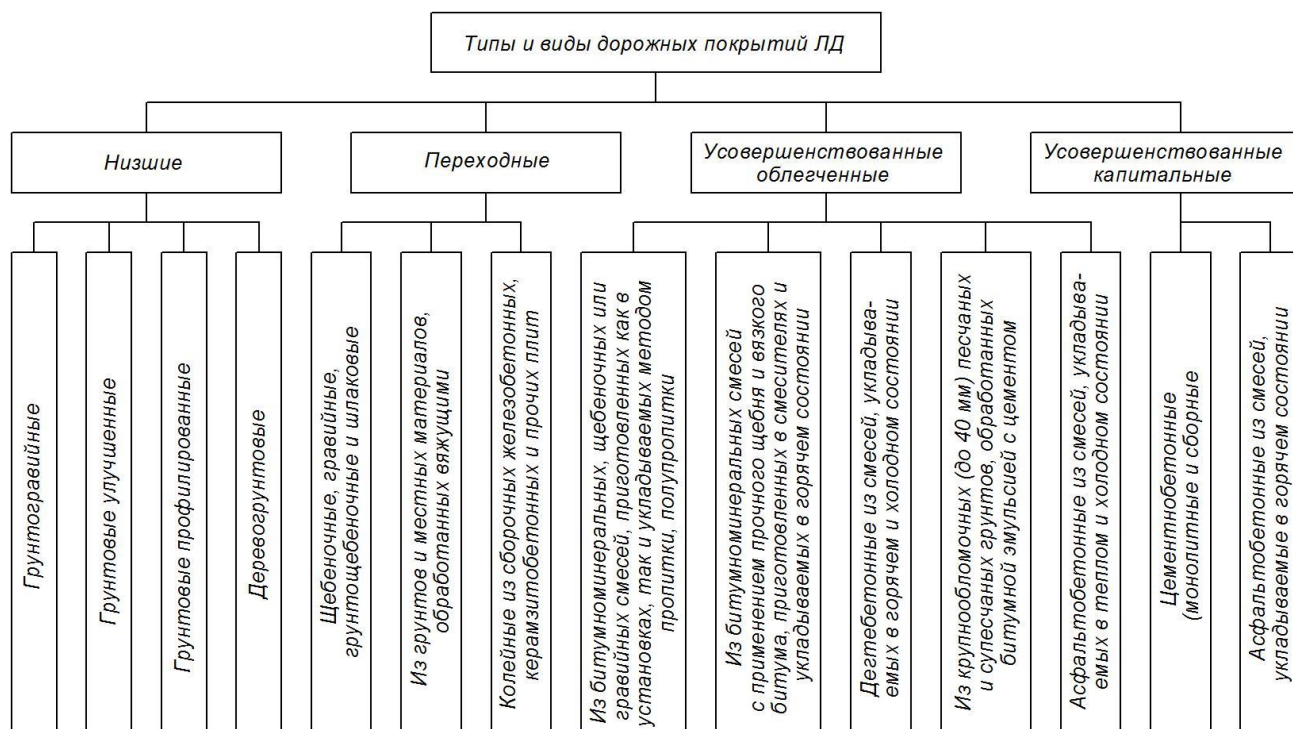 Типы и виды дорожных покрытий ЛД
Низшие
Переходные
Усовершенствованные
облегченные
Усовершенствованные
капитальные
Грунтогравийные
Грунтовые улучшенные
Грунтовые профилированные
Деревогрунтовые
Щебеночные, гравийные,
грунтощебеночные и шлаковые
Из грунтов и местных материалов,
обработанных вяжущими
Колейные из сборочных железобетонных,
керамзитобетонных и прочих плит
Из битумноминеральных, щебеночных или
гравийных смесей, приготовленных как в
установках, так и укладываемых методом
пропитки, полупропитки
Из битумноминеральных смесей
с применением прочного щебня и вязкого
битума, приготовленных в смесителях и
укладываемых в горячем состоянии
Дегтебетонные из смесей, укладыва-
емых в горячем и холодном состоянии
Из крупнообломочных (до 40 мм) песчаных
и супесчаных грунтов, обработанных
битумной эмульсией с цементом
Асфальтобетонные из смесей, укладыва-
емых в теплом и холодном состоянии
Цементнобетонные
(монолитные и сборные
Асфальтобетонные из смесей,
укладываемые в горячем состоянии